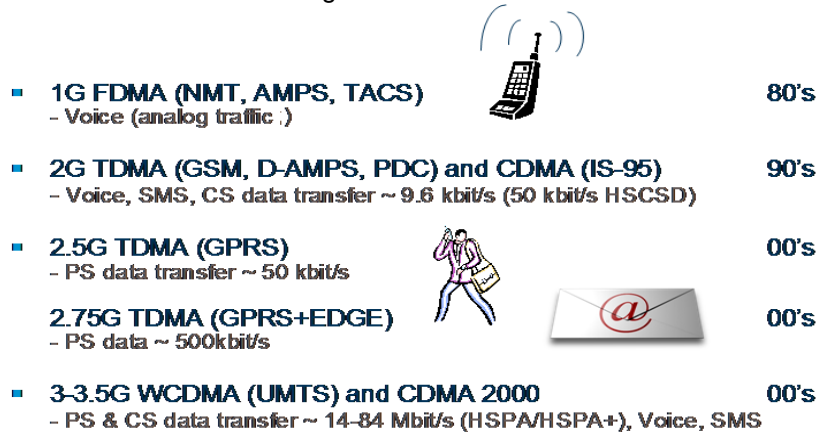 1G FDMA (NMT, AMPS, TACS) 80's
- Voice (analog traffic :)
2G TDMA (GSM, D-AMPS, PDC) and CDMA (IS-95) 90's
- Voice, SMS, CS data transfer ~ 9.6 kbit/s (50 kbit/s HSCSD)
2.5G TDMA (GPRS) 00's
- PS data transfer ~ 50 kbit/s
2.75G TDMA (GPRS+EDGE) 00's
- PS data ~ 500kbit/s
@
3-3.5G WCDMA (UMTS) and CDMA 2000 00's
- PS & CS data transfer ~ 14-84 Mbit/s (HSPA/HSPA+), Voice, SMS